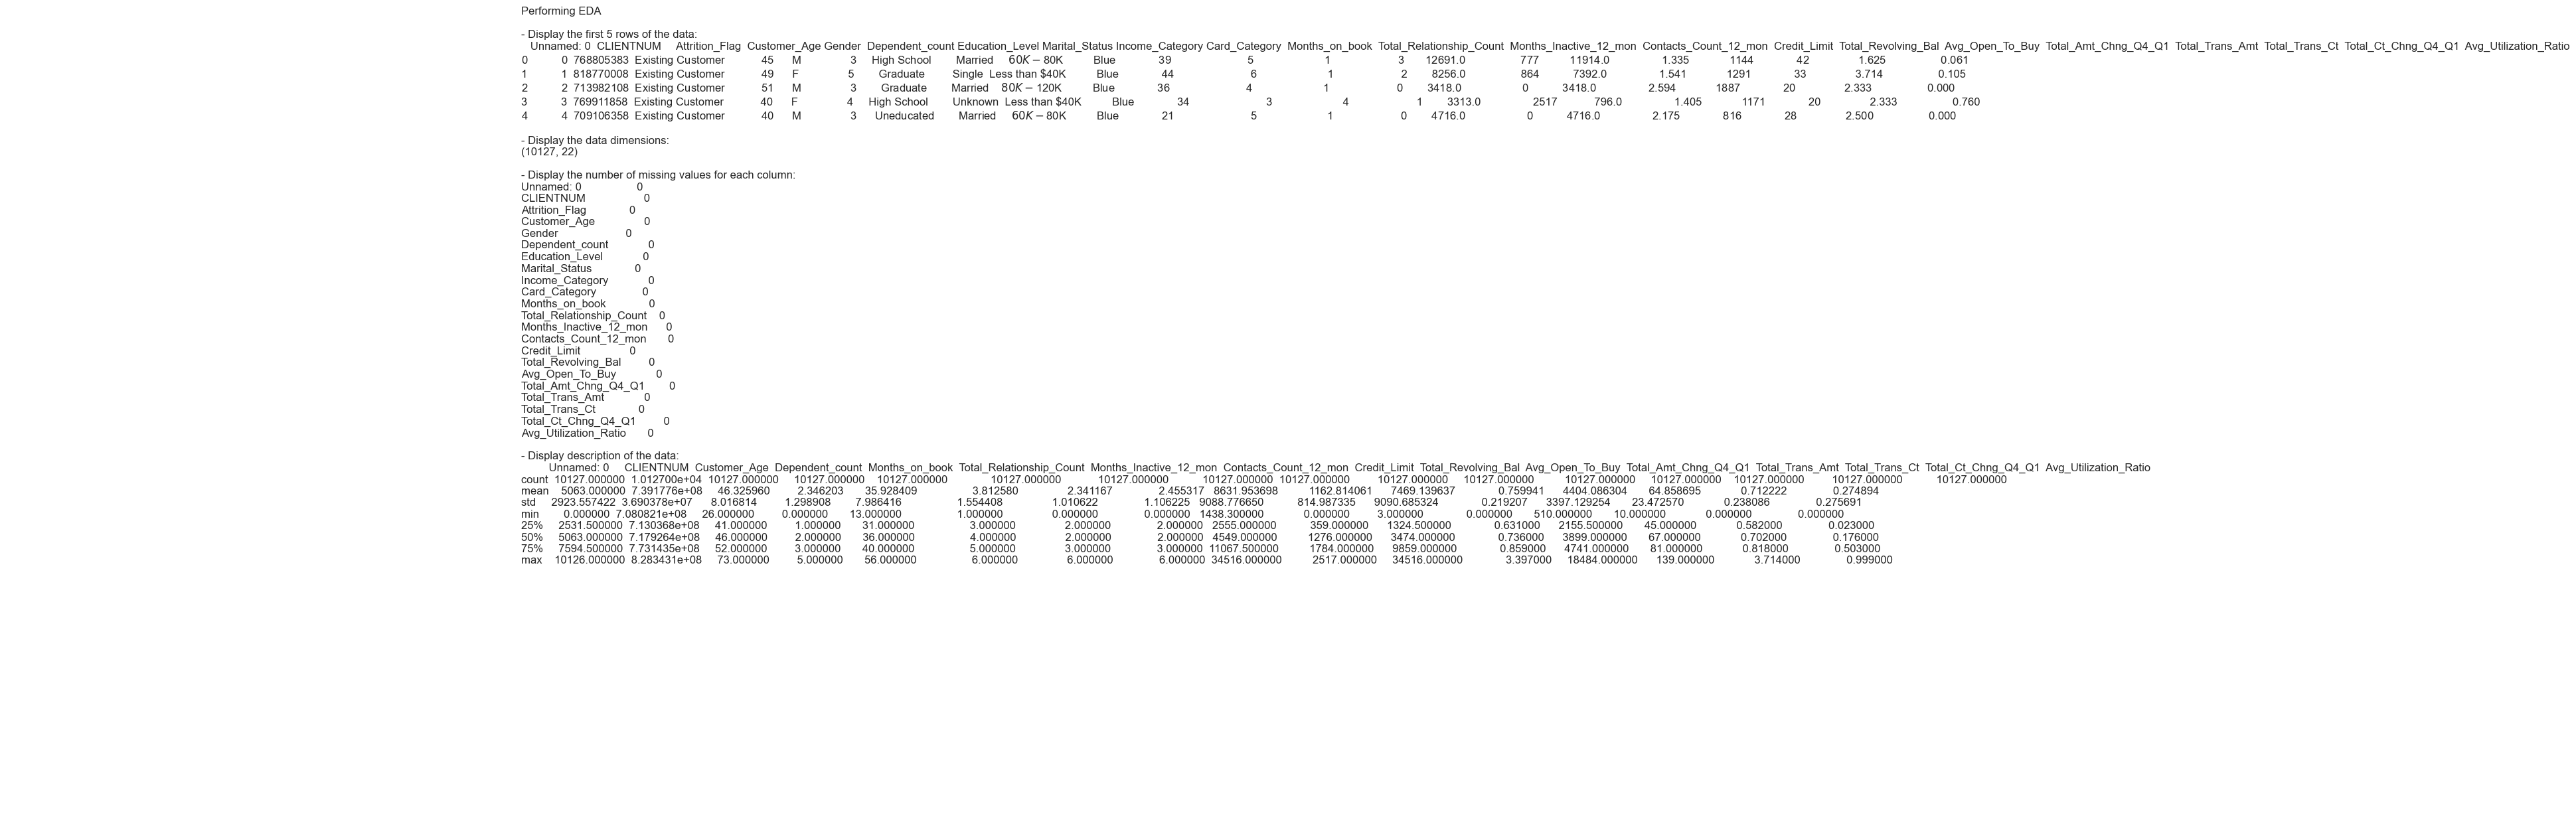 Performing EDA
- Display the first 5 rows of the data:
Unnamed: 0 CLIENTNUM Attrition_Flag Customer_Age Gender Dependent_count Education_Level Marital_Status Income_Category Card_Category Months_on_book Total_Relationship_Count Months_Inactive_12_mon Contacts_Count_12_mon Credit_Limit Total_Revolving_Bal Avg_Open_To_Buy Total_Amt_Chng_Q4_Q1 Total_Trans_Amt Total_Trans_Ct Total_Ct_Chng_Q4_Q1 Avg_Utilization_Ratio
0 0 768805383 Existing Customer 45 M 3 High School Married 60K − 80K Blue 39 5 1 3 12691.0 777 11914.0 1.335 1144 42 1.625 0.061
1 1 818770008 Existing Customer 49 F 5 Graduate Single Less than $40K Blue 44 6 1 2 8256.0 864 7392.0 1.541 1291 33 3.714 0.105
2 2 713982108 Existing Customer 51 M 3 Graduate Married 80K − 120K Blue 36 4 1 0 3418.0 0 3418.0 2.594 1887 20 2.333 0.000
3 3 769911858 Existing Customer 40 F 4 High School Unknown Less than $40K Blue 34 3 4 1 3313.0 2517 796.0 1.405 1171 20 2.333 0.760
4 4 709106358 Existing Customer 40 M 3 Uneducated Married 60K − 80K Blue 21 5 1 0 4716.0 0 4716.0 2.175 816 28 2.500 0.000
- Display the data dimensions:
(10127, 22)
- Display the number of missing values for each column:
Unnamed: 0 0
CLIENTNUM 0
Attrition_Flag 0
Customer_Age 0
Gender 0
Dependent_count 0
Education_Level 0
Marital_Status 0
Income_Category 0
Card_Category 0
Months_on_book 0
Total_Relationship_Count 0
Months_Inactive_12_mon 0
Contacts_Count_12_mon 0
Credit_Limit 0
Total_Revolving_Bal 0
Avg_Open_To_Buy 0
Total_Amt_Chng_Q4_Q1 0
Total_Trans_Amt 0
Total_Trans_Ct 0
Total_Ct_Chng_Q4_Q1 0
Avg_Utilization_Ratio 0
- Display description of the data:
Unnamed: 0 CLIENTNUM Customer_Age Dependent_count Months_on_book Total_Relationship_Count Months_Inactive_12_mon Contacts_Count_12_mon Credit_Limit Total_Revolving_Bal Avg_Open_To_Buy Total_Amt_Chng_Q4_Q1 Total_Trans_Amt Total_Trans_Ct Total_Ct_Chng_Q4_Q1 Avg_Utilization_Ratio
count 10127.000000 1.012700e+04 10127.000000 10127.000000 10127.000000 10127.000000 10127.000000 10127.000000 10127.000000 10127.000000 10127.000000 10127.000000 10127.000000 10127.000000 10127.000000 10127.000000
mean 5063.000000 7.391776e+08 46.325960 2.346203 35.928409 3.812580 2.341167 2.455317 8631.953698 1162.814061 7469.139637 0.759941 4404.086304 64.858695 0.712222 0.274894
std 2923.557422 3.690378e+07 8.016814 1.298908 7.986416 1.554408 1.010622 1.106225 9088.776650 814.987335 9090.685324 0.219207 3397.129254 23.472570 0.238086 0.275691
min 0.000000 7.080821e+08 26.000000 0.000000 13.000000 1.000000 0.000000 0.000000 1438.300000 0.000000 3.000000 0.000000 510.000000 10.000000 0.000000 0.000000
25% 2531.500000 7.130368e+08 41.000000 1.000000 31.000000 3.000000 2.000000 2.000000 2555.000000 359.000000 1324.500000 0.631000 2155.500000 45.000000 0.582000 0.023000
50% 5063.000000 7.179264e+08 46.000000 2.000000 36.000000 4.000000 2.000000 2.000000 4549.000000 1276.000000 3474.000000 0.736000 3899.000000 67.000000 0.702000 0.176000
75% 7594.500000 7.731435e+08 52.000000 3.000000 40.000000 5.000000 3.000000 3.000000 11067.500000 1784.000000 9859.000000 0.859000 4741.000000 81.000000 0.818000 0.503000
max 10126.000000 8.283431e+08 73.000000 5.000000 56.000000 6.000000 6.000000 6.000000 34516.000000 2517.000000 34516.000000 3.397000 18484.000000 139.000000 3.714000 0.999000